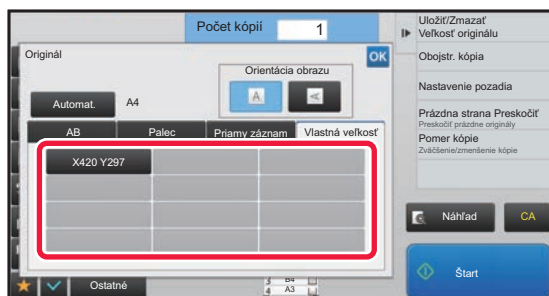 Počet kópií 1
Originál
OK
Orientácia obrazu
A
A
Automat. A4
AB Palec Priamy záznam Vlastná veľkosť
X420 Y297
Uložiť/Zmazať
Veľkosť originálu
Obojstr. kópia
Nastavenie pozadia
Prázdna strana Preskočiť
Preskočiť prázdne originály
Pomer kópie
Zväčšenie/zmenšenie kópie
Náhľad CA
Štart
Ostatné
3 B4
4 A3